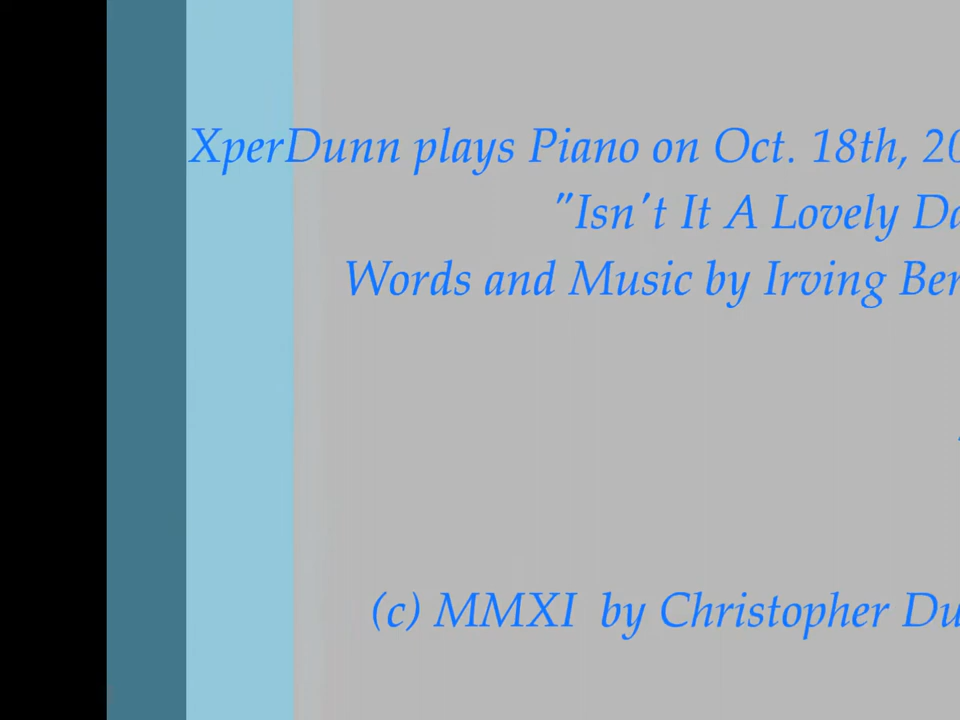 XperDunn plays Piano on Oct. 18th, 20
"Isn't It A Lovely Da
Words and Music by Irving Ber
(c) MMXI by Christopher Du